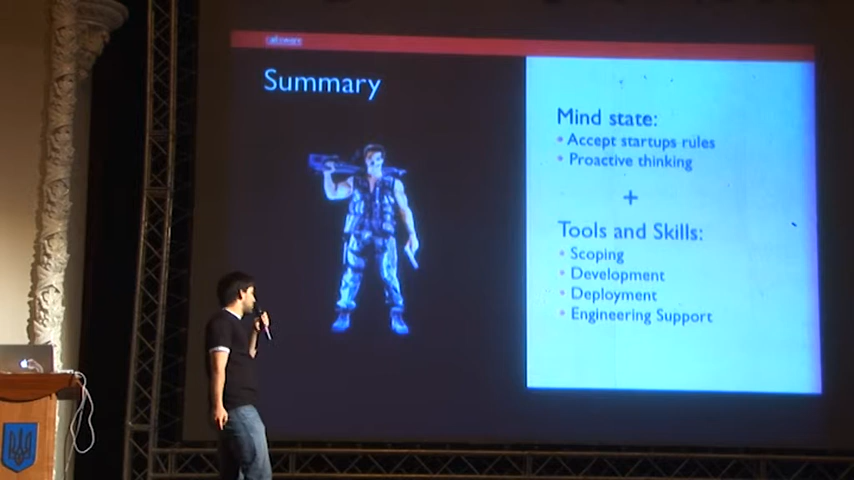 Summary
Mind state:
• Accept startups rules
• Proactive thinking
+
Tools and Skills:
• Scoping
• Development
• Deployment
• Engineering Support